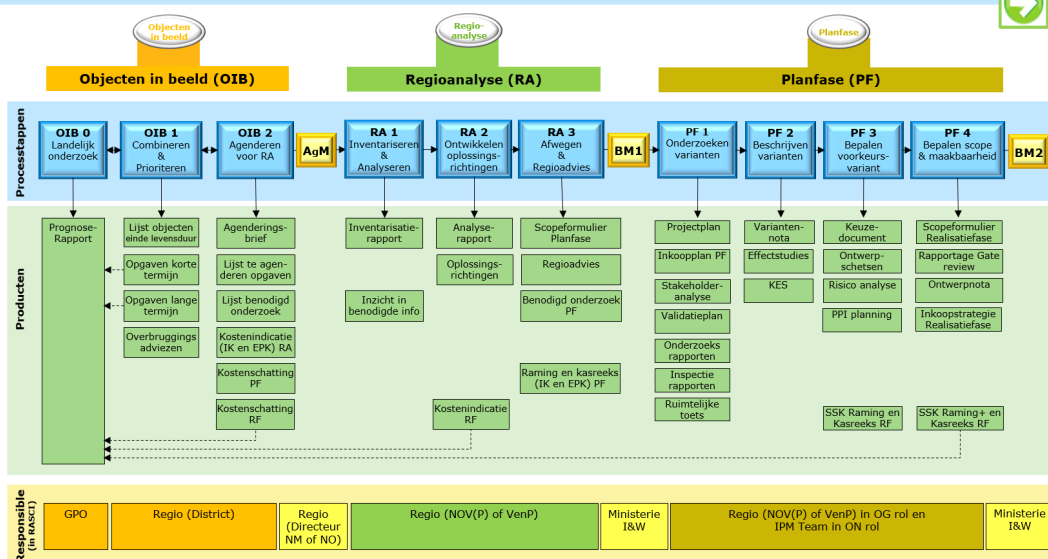 Objecten
in beeld
Regio-
analyse
Planfase
Objecten in beeld (OIB)
Regioanalyse (RA)
Planfase (PF)
Processtappen
OIB 0
Landelijk
onderzoek
OIB 1
Combineren
&
Prioriteren
OIB 2
Agenderen
voor RA
AgM
RA 1
Inventariseren
&
Analyseren
RA 2
Ontwikkelen
oplossings-
richtingen
RA 3
Afwegen
&
Regioadvies
BM1
PF 1
Onderzoeken
varianten
PF 2
Beschrijven
varianten
PF 3
Bepalen
voorkeurs-
variant
PF 4
Bepalen scope
& maakbaarheid
BM2
Producten
Prognose-
Rapport
Lijst objecten
einde levensduur
Opgaven korte
termijn
Opgaven lange
termijn
Overbruggings
adviezen
Agenderings-
brief
Lijst te agen-
deren opgaven
Lijst benodigd
onderzoek
Kostenindicatie
(IK en EPK) RA
Kostenschatting
PF
Kostenschatting
RF
Inventarisatie-
rapport
Inzicht in
benodigde info
Analyse-
rapport
Oplossings-
richtingen
Kostenindicatie
RF
Scopeformulier
Planfase
Regioadvies
Benodigd onderzoek
PF
Raming en kasreeks
(IK en EPK) PF
Projectplan
Inkoopplan PF
Stakeholder-
analyse
Validatieplan
Onderzoeks
rapporten
Inspectie
rapporten
Ruimtelijke
toets
Varianten-
nota
Effectstudies
KES
Keuze-
document
Ontwerp-
schetsen
Risico analyse
PPI planning
SSK Raming en
Kasreeks RF
Scopeformulier
Realisatiefase
Rapportage Gate
review
Ontwerpnota
Inkoopstrategie
Realisatiefase
SSK Raming+ en
Kasreeks RF
Responsible
(in RASCI)
GPO
Regio (District)
Regio
(Directeur
NM of NO)
Regio (NOV(P) of VenP)
Ministerie
I&W
Regio (NOV(P) of VenP) in OG rol en
IPM Team in ON rol
Ministerie
I&W